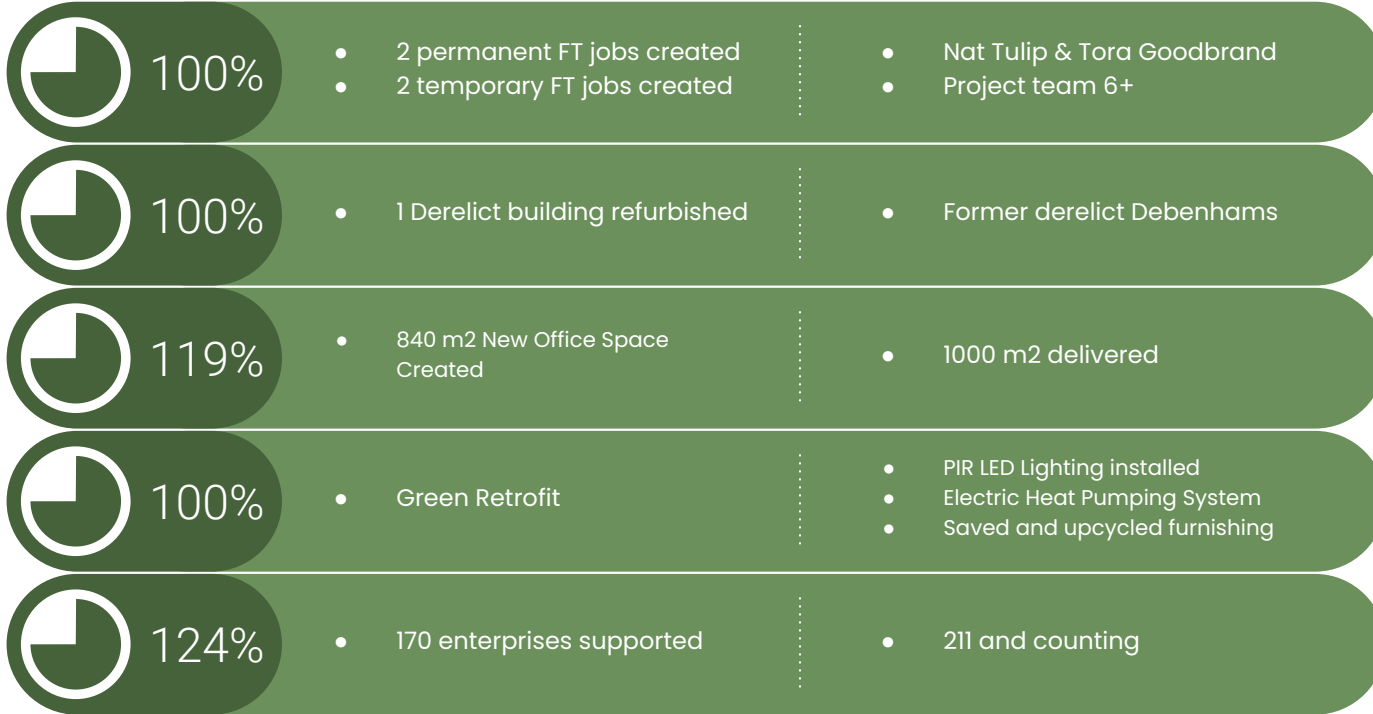 100%
● 2 permanent FT jobs created
● 2 temporary FT jobs created
● Nat Tulip & Tora Goodbrand
● Project team 6+
100%
● 1 Derelict building refurbished
● Former derelict Debenhams
119%
● 840 m2 New Office Space
Created
● 1000 m2 delivered
100%
● Green Retrofit
● PIR LED Lighting installed
● Electric Heat Pumping System
● Saved and upcycled furnishing
124%
● 170 enterprises supported
● 211 and counting